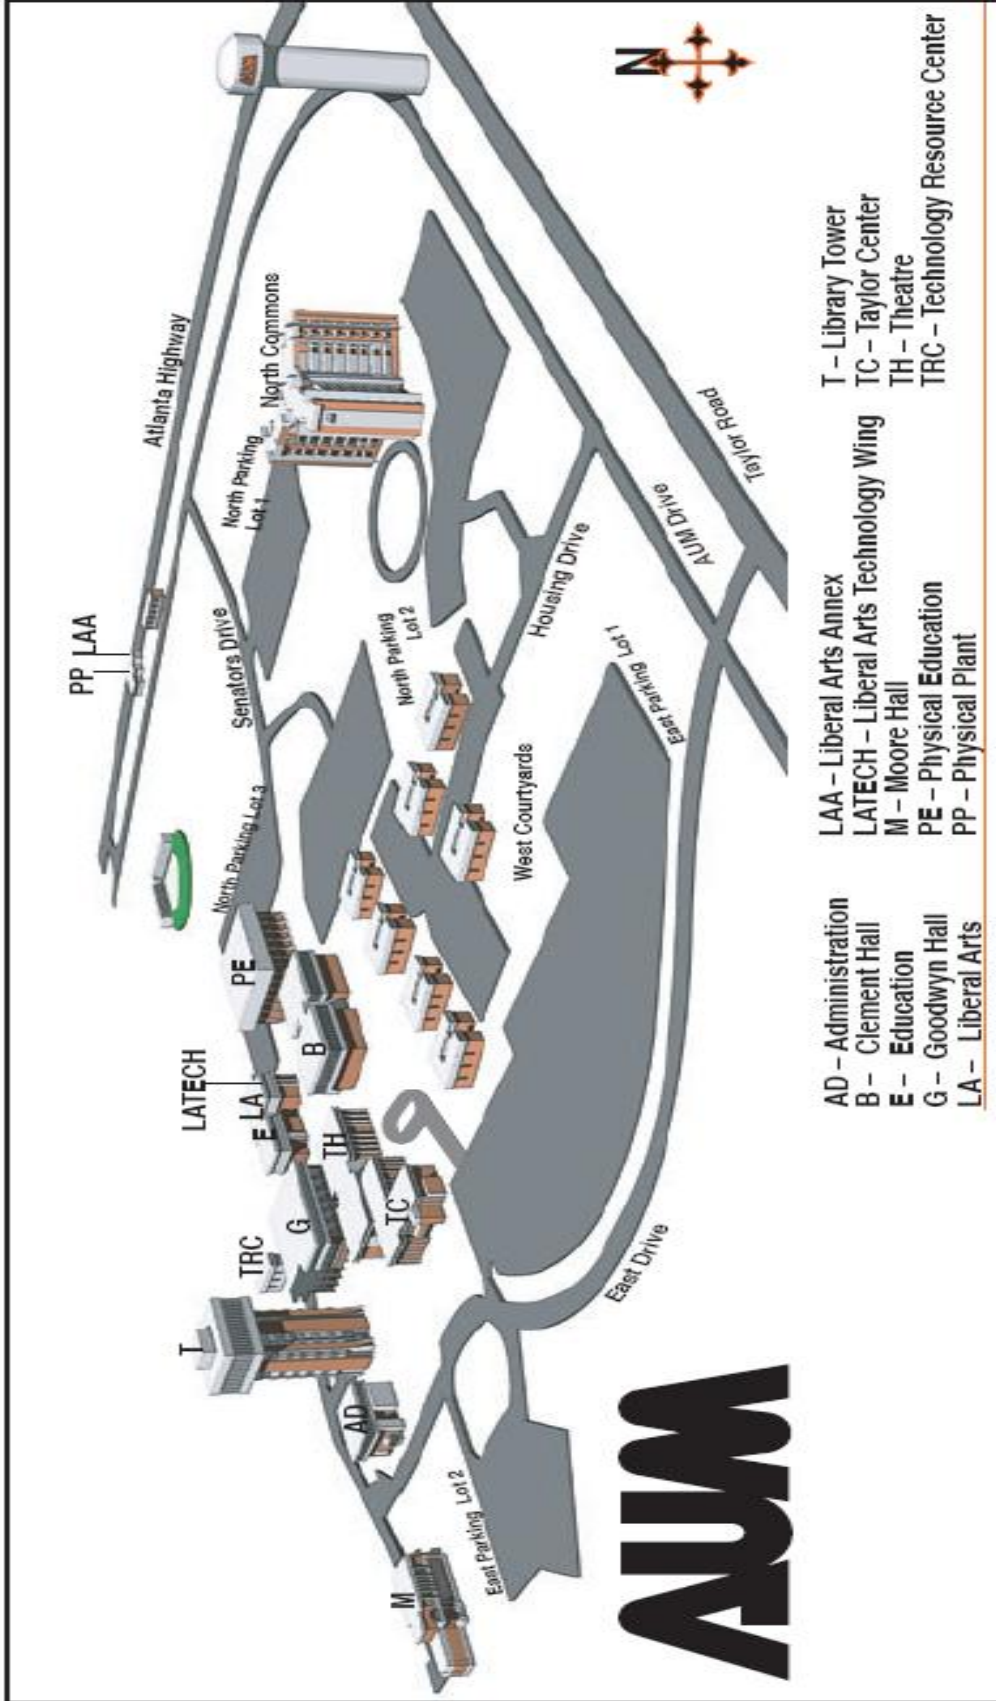 PP LAA
Atlanta Highway
North Commons
North Parking
Lot 1
Senators Drive
North Parking
Lot 2
Housing Drive
AUM Drive
Taylor Road
N
North Parking Lot 3
West Courtyards
East Parking Lot 1
LATECH
PE
LA
E
B
TH
TC
G
TRC
T
AD
M
East Drive
East Parking Lot 2
AUM
AD – Administration
B – Clement Hall
E – Education
G – Goodwyn Hall
LA – Liberal Arts
LAA – Liberal Arts Annex
LATECH – Liberal Arts Technology Wing
M – Moore Hall
PE – Physical Education
PP – Physical Plant
T – Library Tower
TC – Taylor Center
TH – Theatre
TRC – Technology Resource Center